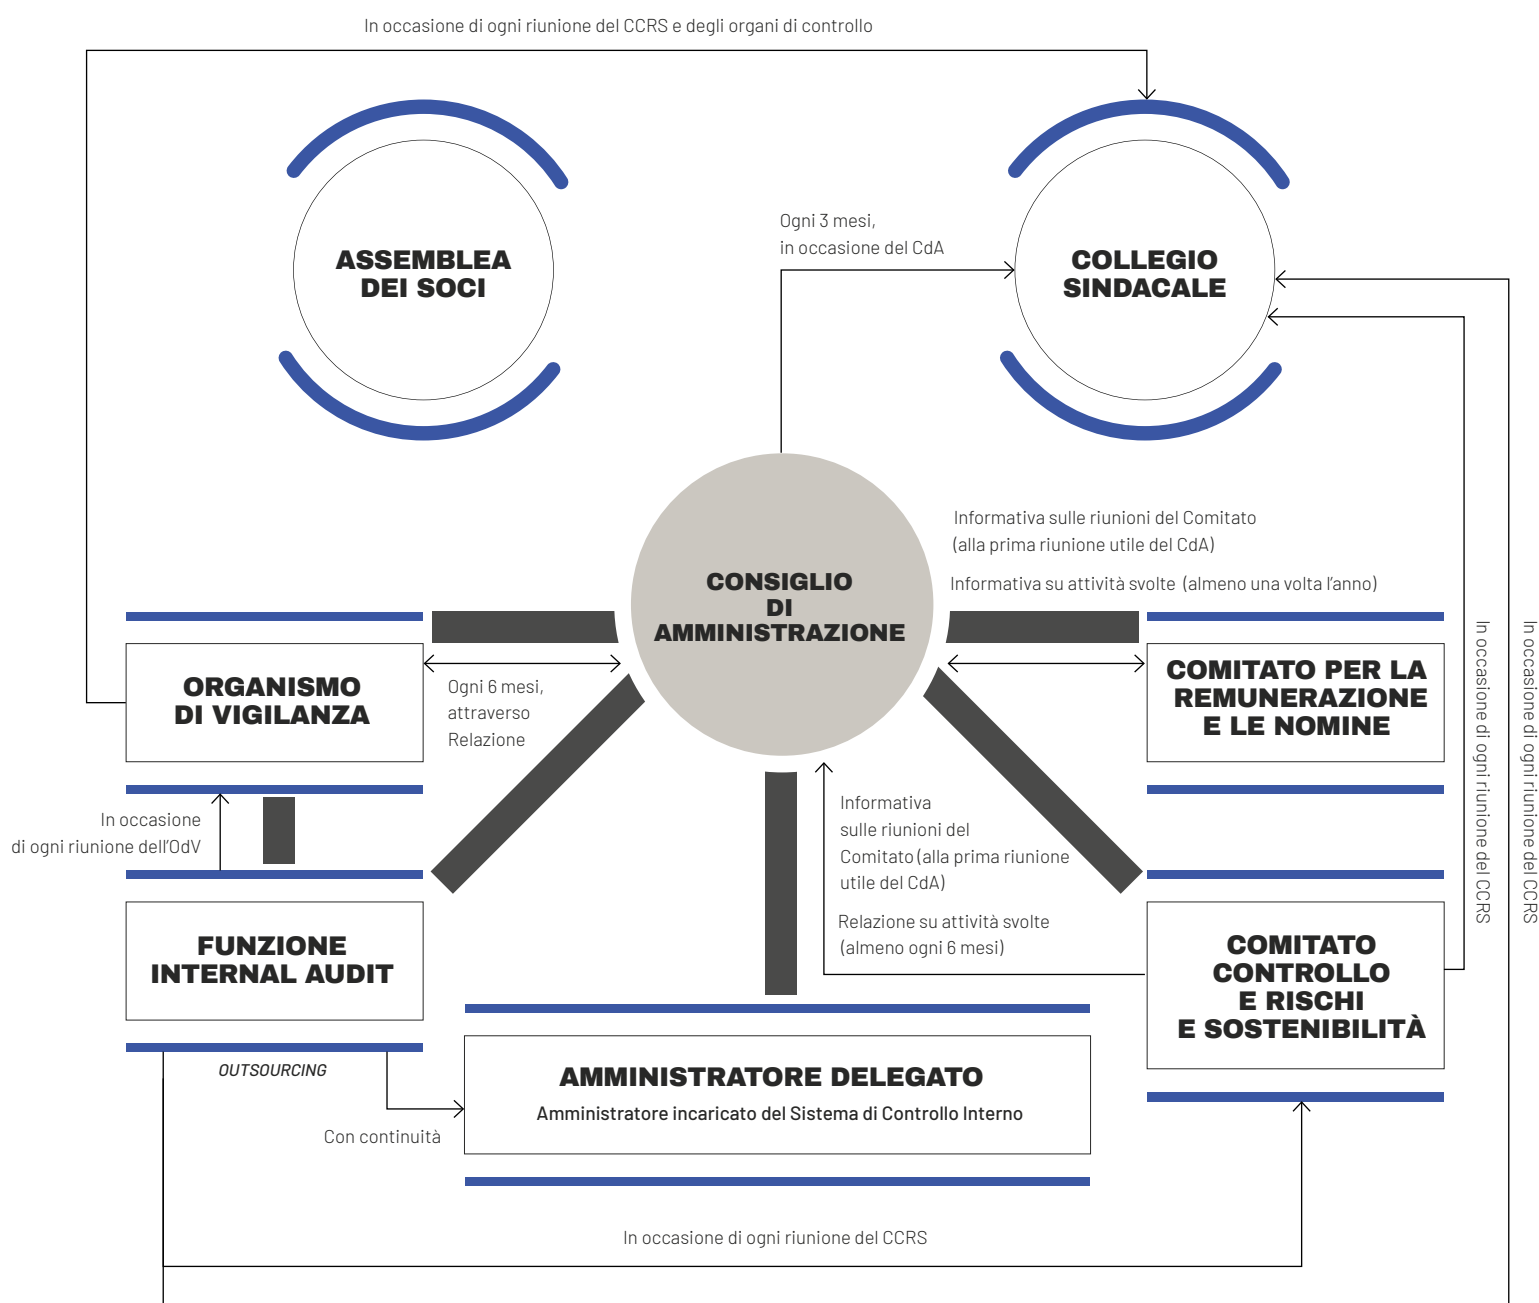 In occasione di ogni riunione del CCRS e degli organi di controllo
ASSEMBLEA
DEI SOCI
Ogni 3 mesi,
in occasione del CdA
COLLEGIO
SINDACALE
CONSIGLIO
DI
AMMINISTRAZIONE
Informativa sulle riunioni del Comitato
(alla prima riunione utile del CdA)
Informativa su attività svolte (almeno una volta l'anno)
ORGANISMO
DI VIGILANZA
Ogni 6 mesi,
attraverso
Relazione
COMITATO PER LA
REMUNERAZIONE
E LE NOMINE
In occasione di ogni riunione del CCRS
In occasione di ogni riunione del CCRS
In occasione
di ogni riunione dell'OdV
Informativa
sulle riunioni del
Comitato (alla prima riunione
utile del CdA)
Relazione su attività svolte
(almeno ogni 6 mesi)
FUNZIONE
INTERNAL AUDIT
COMITATO
CONTROLLO
E RISCHI
E SOSTENIBILITÀ
OUTSOURCING
Con continuità
AMMINISTRATORE DELEGATO
Amministratore incaricato del Sistema di Controllo Interno
In occasione di ogni riunione del CCRS